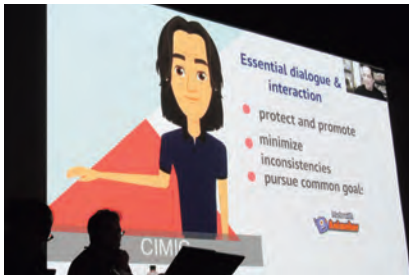 Essential dialogue &
interaction
protect and promote
minimize
inconsistencies
pursue common goals
CIMIC